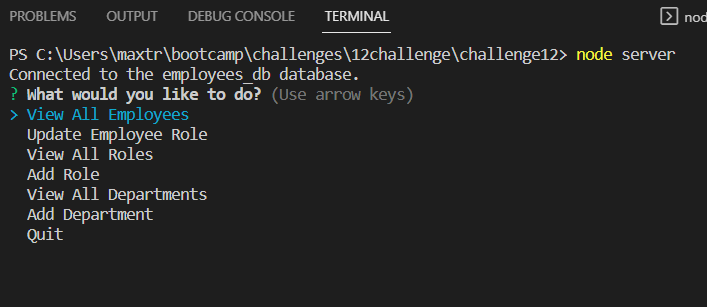 PROBLEMS OUTPUT DEBUG CONSOLE TERMINAL nod
PS C:\Users\maxtr\bootcamp\challenges\12challenge\challenge12> node server
Connected to the employees_db database.
? What would you like to do? (Use arrow keys)
> View All Employees
Update Employee Role
View All Roles
Add Role
View All Departments
Add Department
Quit